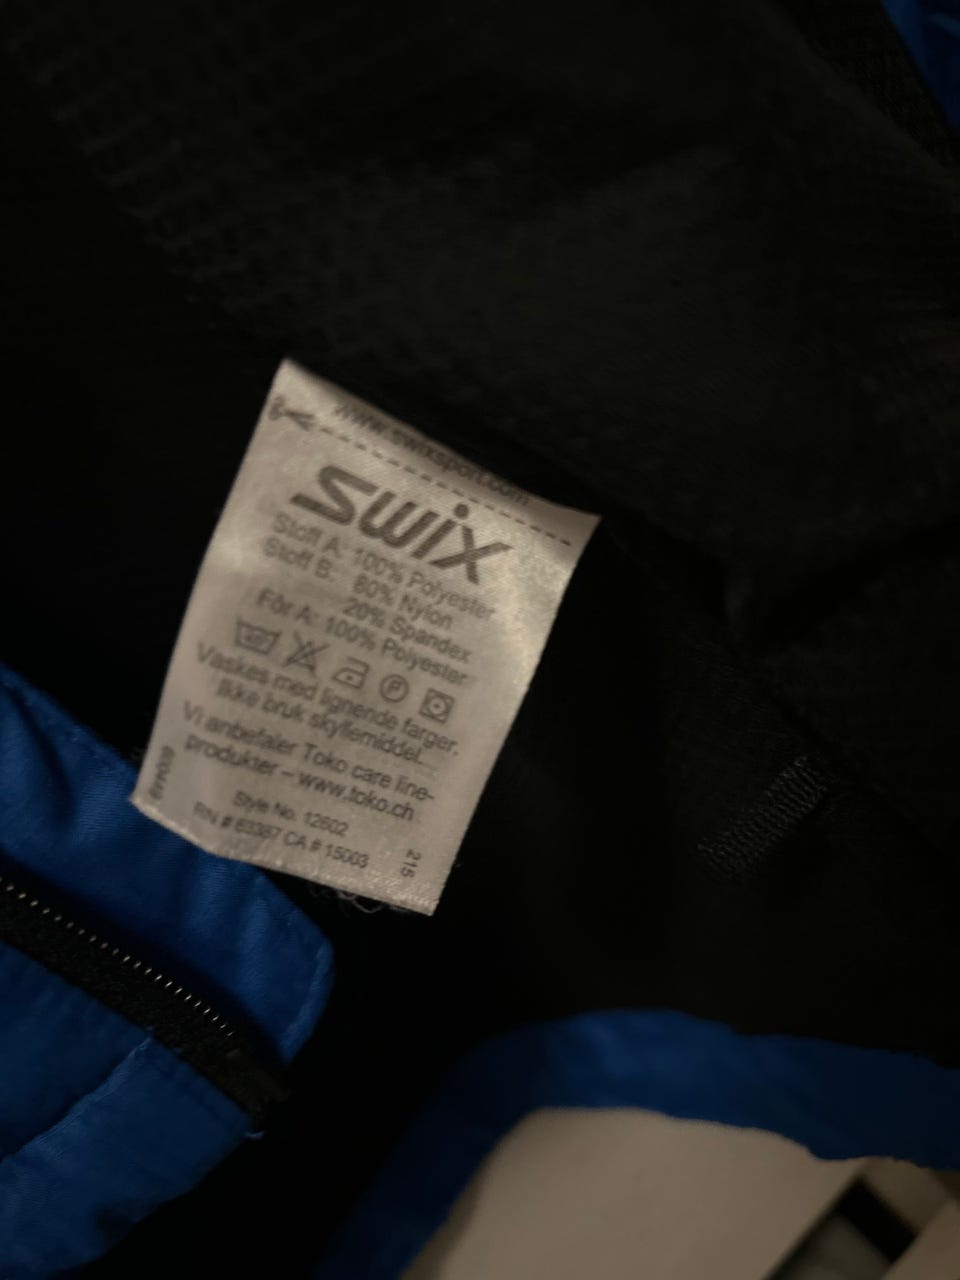 www.swixsport.com
Swix
Stoff A: 100% Polyester
Stoff B: 80% Nylon
20% Spandex
Fôr A: 100% Polyester
P
Vaskes med lignende farger.
Ikke bruk skyllemiddel.
Vi anbefaler Toko care line-
produkter – www.toko.ch
Style No. 12602
RN # 63387 CA # 15003
215